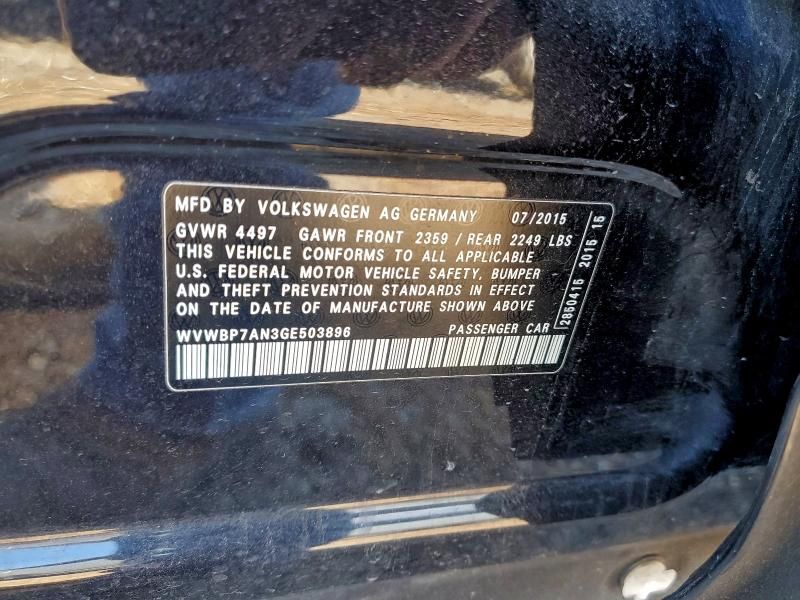 MFD BY VOLKSWAGEN AG GERMANY 07/2015
GVWR 4497 GAWR FRONT 2359 / REAR 2249 LBS
THIS VEHICLE CONFORMS TO ALL APPLICABLE
U.S. FEDERAL MOTOR VEHICLE SAFETY, BUMPER
AND THEFT PREVENTION STANDARDS IN EFFECT
ON THE DATE OF MANUFACTURE SHOWN ABOVE
WVWBP7AN3GE503896 PASSENGER CAR
2850415 2015 15